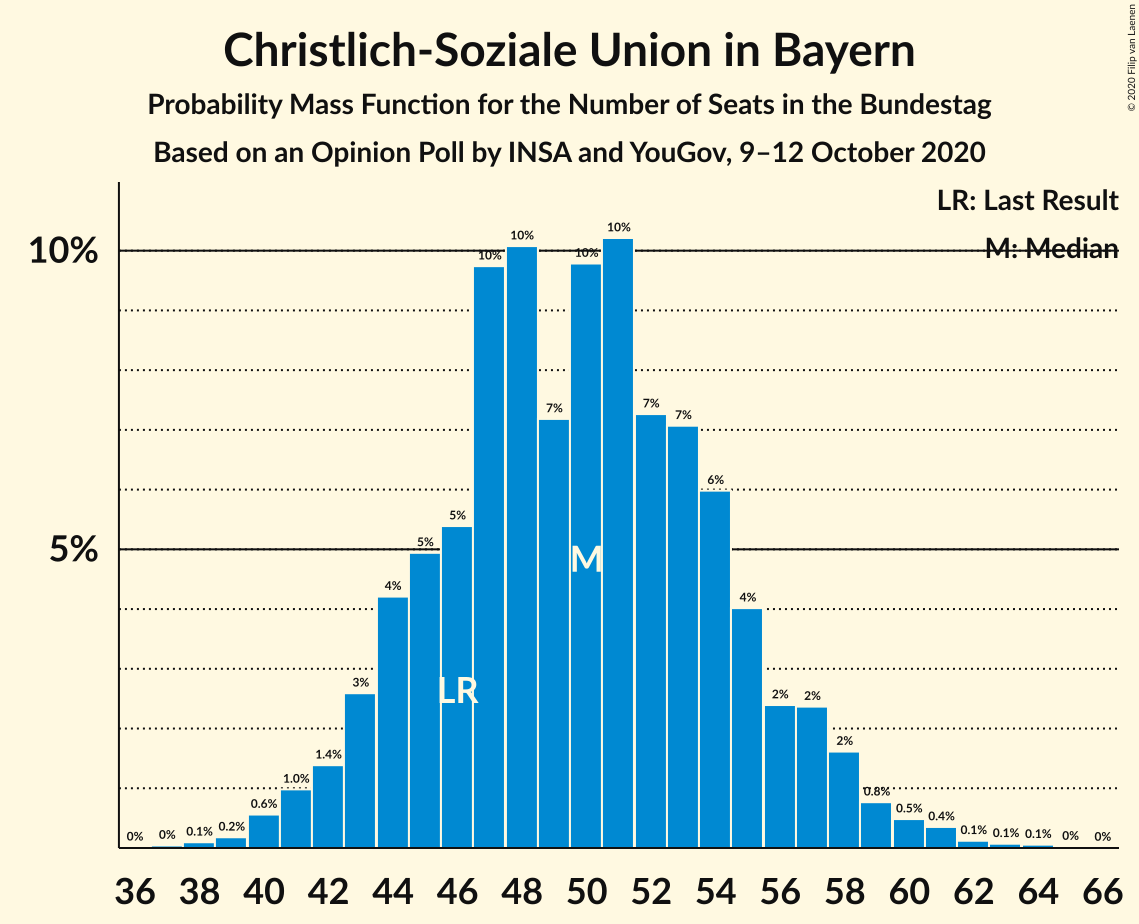 Christlich-Soziale Union in Bayern
Probability Mass Function for the Number of Seats in the Bundestag
Based on an Opinion Poll by INSA and YouGov, 9–12 October 2020
© 2020 Filip van Laenen
LR: Last Result
M: Median
10%
5%
0% 0% 0.1% 0.2% 0.6% 1.0% 1.4% 3% 4% 5% 5% 10% 10% 7% 10% 10% 7% 7% 6% 4% 2% 2% 2% 0.8% 0.5% 0.4% 0.1% 0.1% 0.1% 0% 0%
M
LR
36 38 40 42 44 46 48 50 52 54 56 58 60 62 64 66